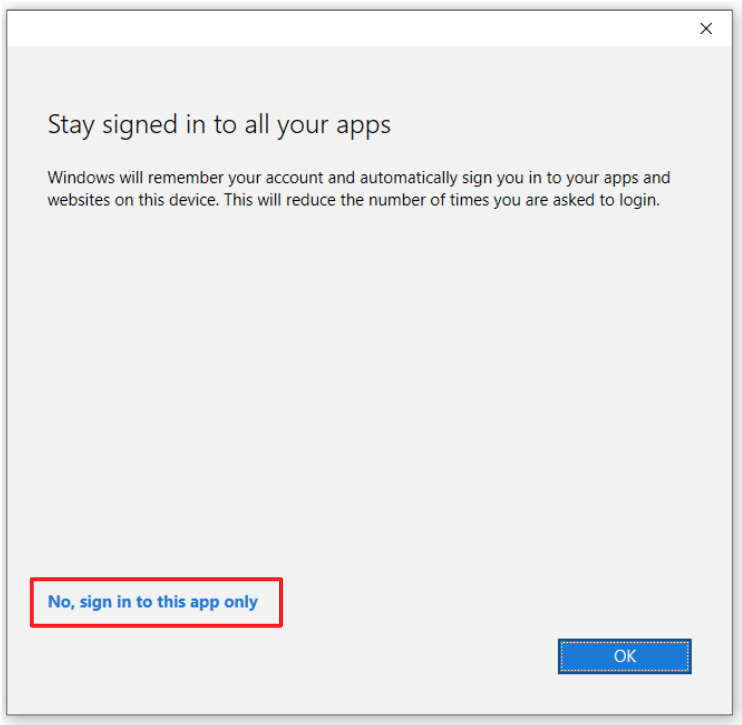 Stay signed in to all your apps
Windows will remember your account and automatically sign you in to your apps and
websites on this device. This will reduce the number of times you are asked to login.
No, sign in to this app only
OK